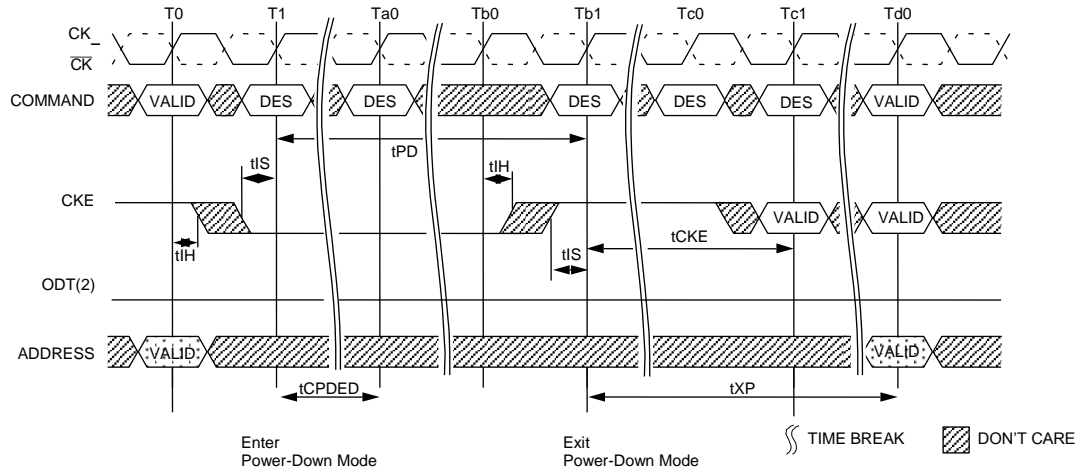 T0 T1 Ta0 Tb0 Tb1 Tc0 Tc1 Td0
CK_
CK
COMMAND VALID DES DES DES DES DES VALID
tPD
tIS tIH
CKE VALID VALID
tCKE
tIH tIS
ODT(2)
ADDRESS VALID VALID
tCPDED tXP
Enter
Power-Down Mode
Exit
Power-Down Mode
TIME BREAK DON'T CARE